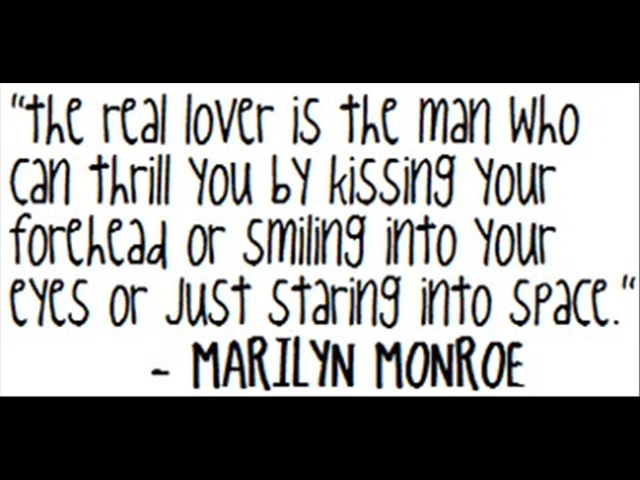 "the real lover is the man who
can thrill you by kissing your
forehead or smiling into your
eyes or just staring into space."
- MARILYN MONROE